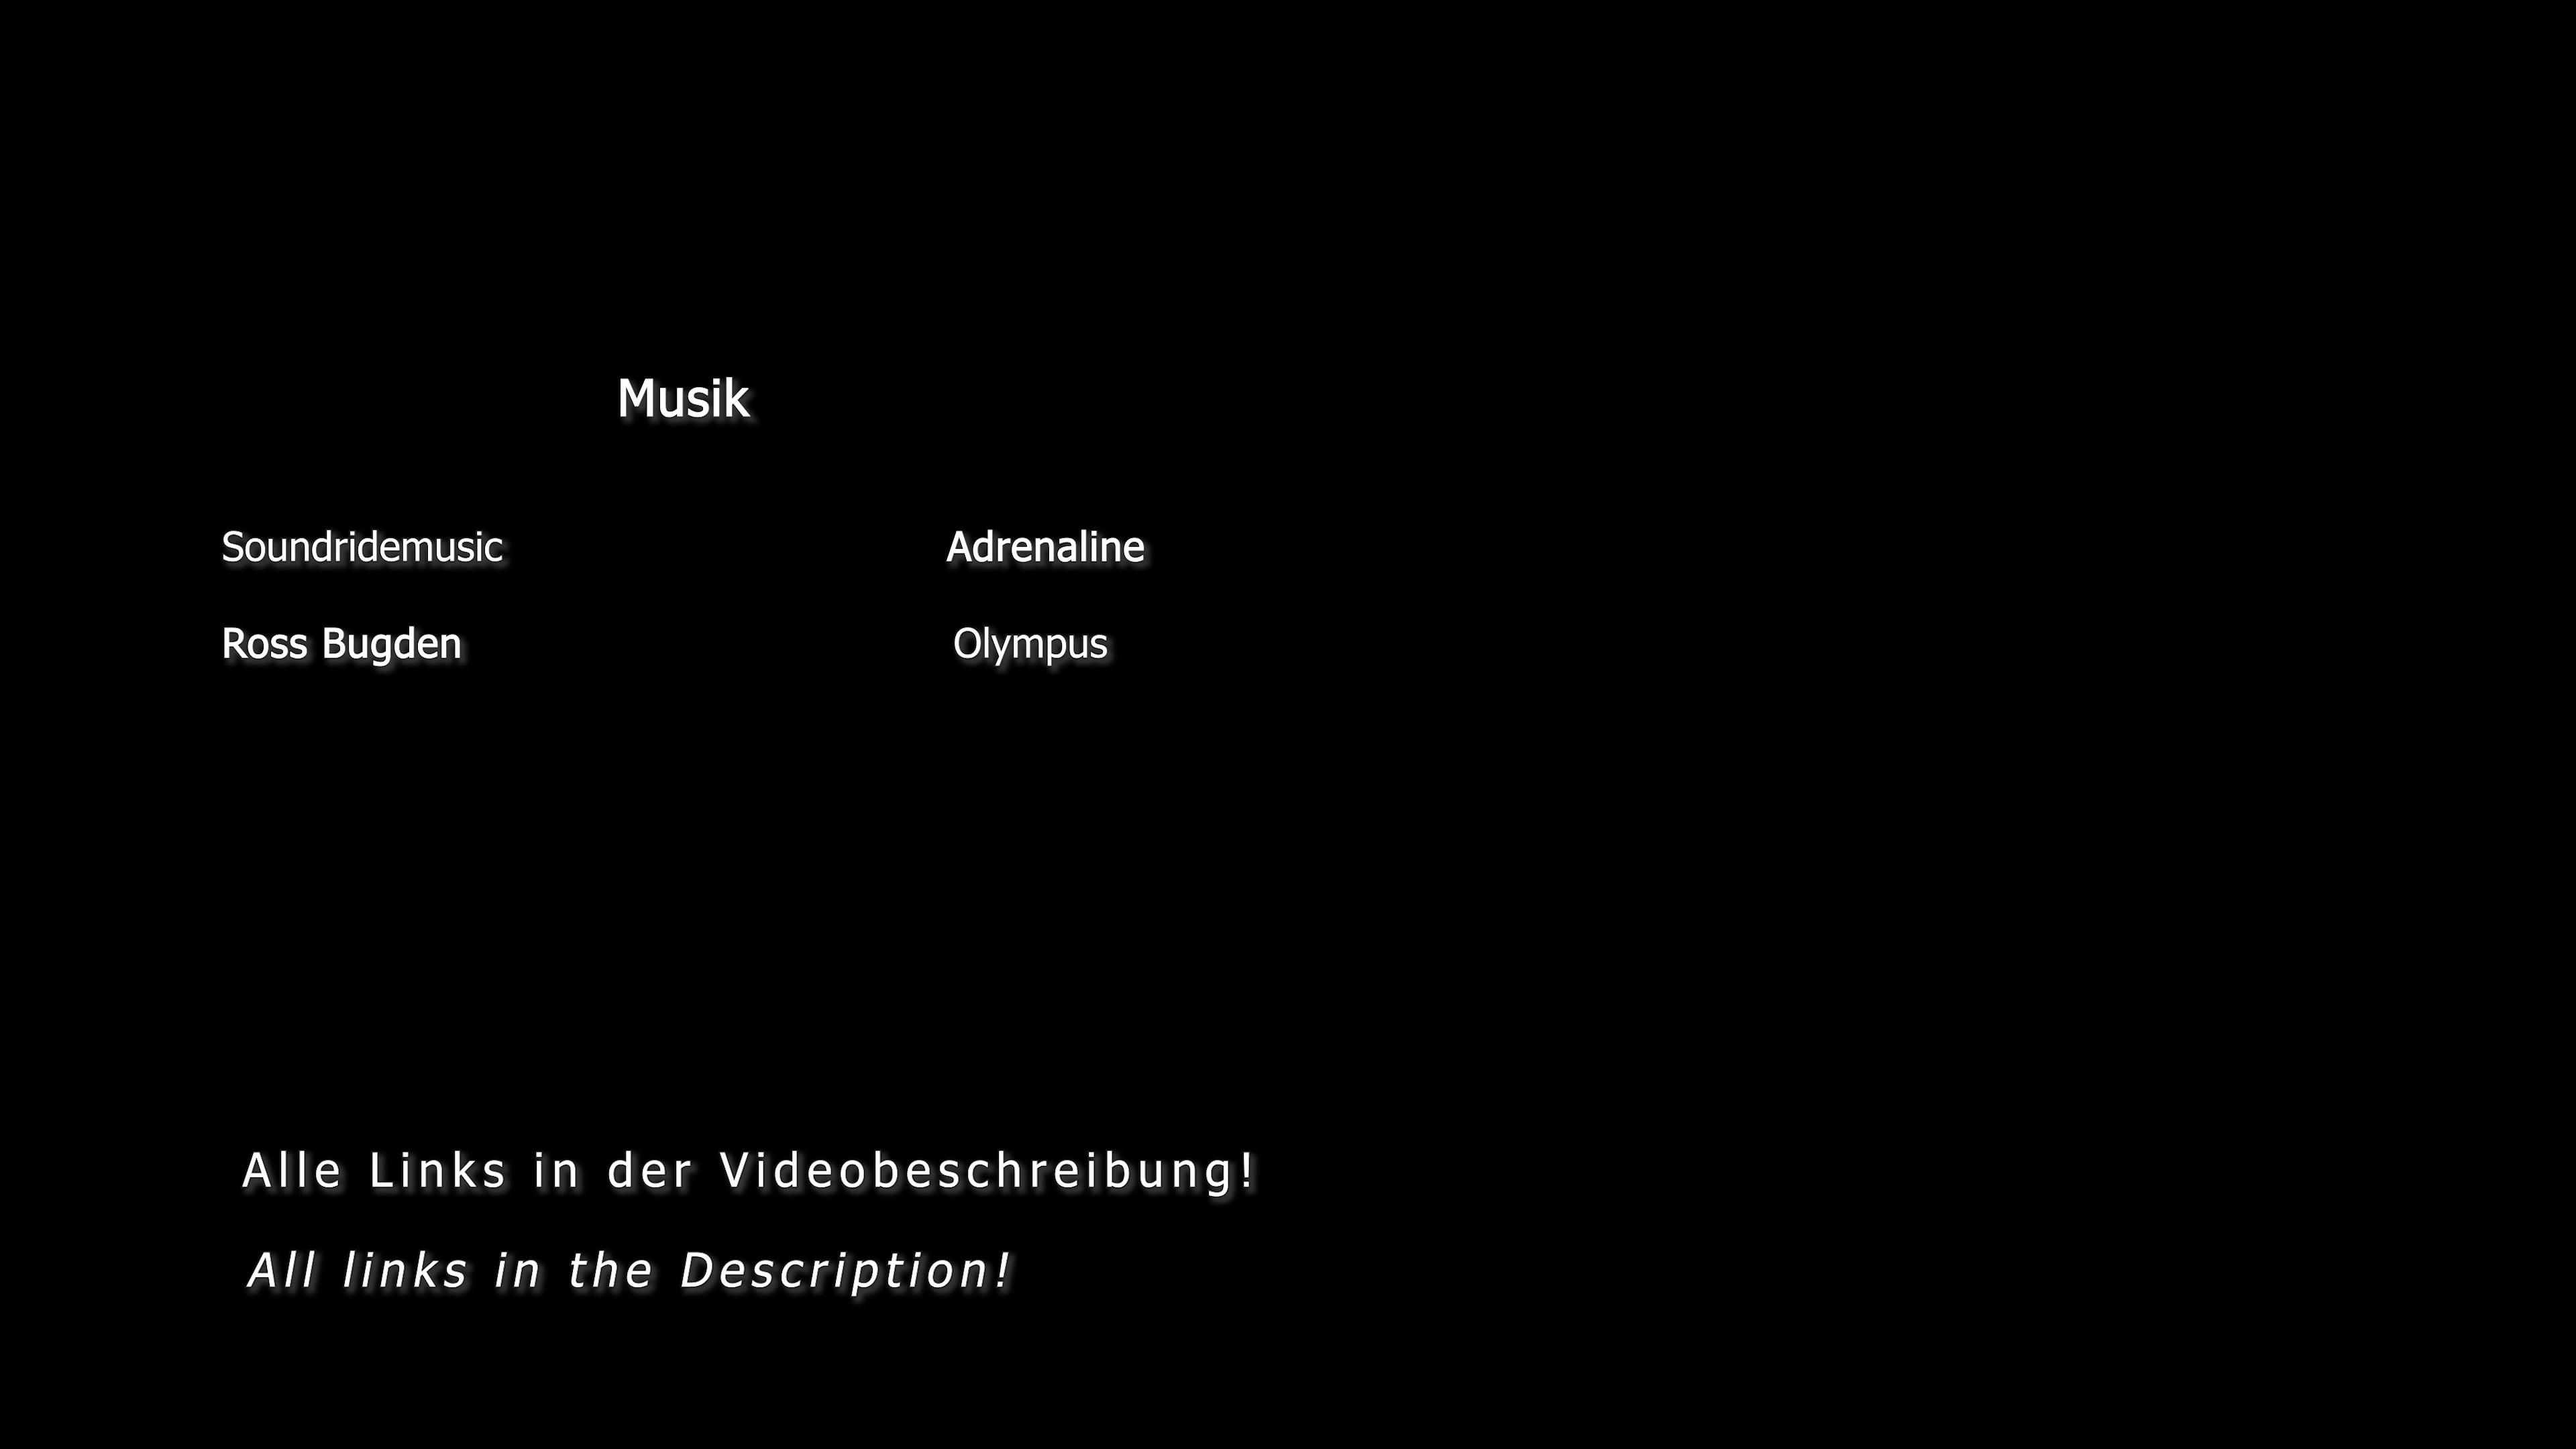 Musik
Soundridemusic Adrenaline
Ross Bugden Olympus
Alle Links in der Videobeschreibung!
All links in the Description!